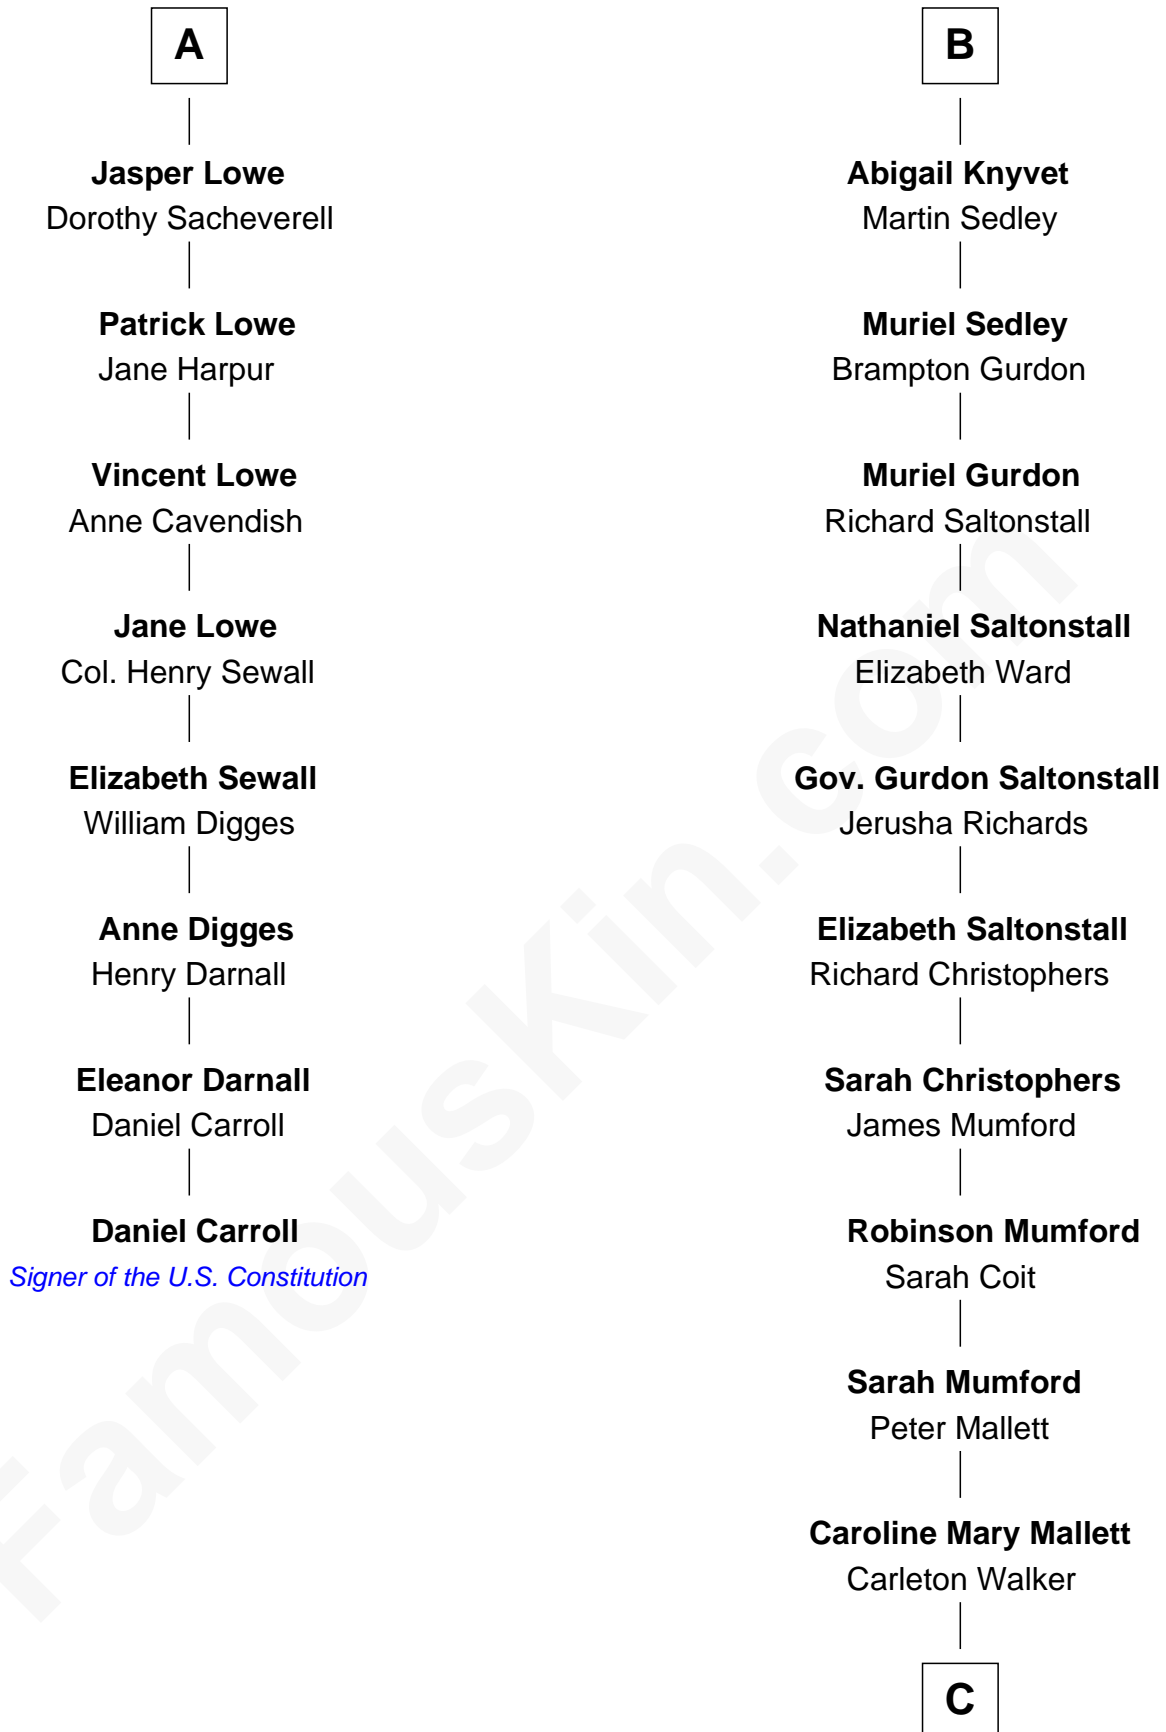 A
Jasper Lowe
Dorothy Sacheverell
Patrick Lowe
Jane Harpur
Vincent Lowe
Anne Cavendish
Jane Lowe
Col. Henry Sewall
Elizabeth Sewall
William Digges
Anne Digges
Henry Darnall
Eleanor Darnall
Daniel Carroll
Daniel Carroll
Signer of the U.S. Constitution
B
Abigail Knyvet
Martin Sedley
Muriel Sedley
Brampton Gurdon
Muriel Gurdon
Richard Saltonstall
Nathaniel Saltonstall
Elizabeth Ward
Gov. Gurdon Saltonstall
Jerusha Richards
Elizabeth Saltonstall
Richard Christophers
Sarah Christophers
James Mumford
Robinson Mumford
Sarah Coit
Sarah Mumford
Peter Mallett
Caroline Mary Mallett
Carleton Walker
C
FamousKin.com